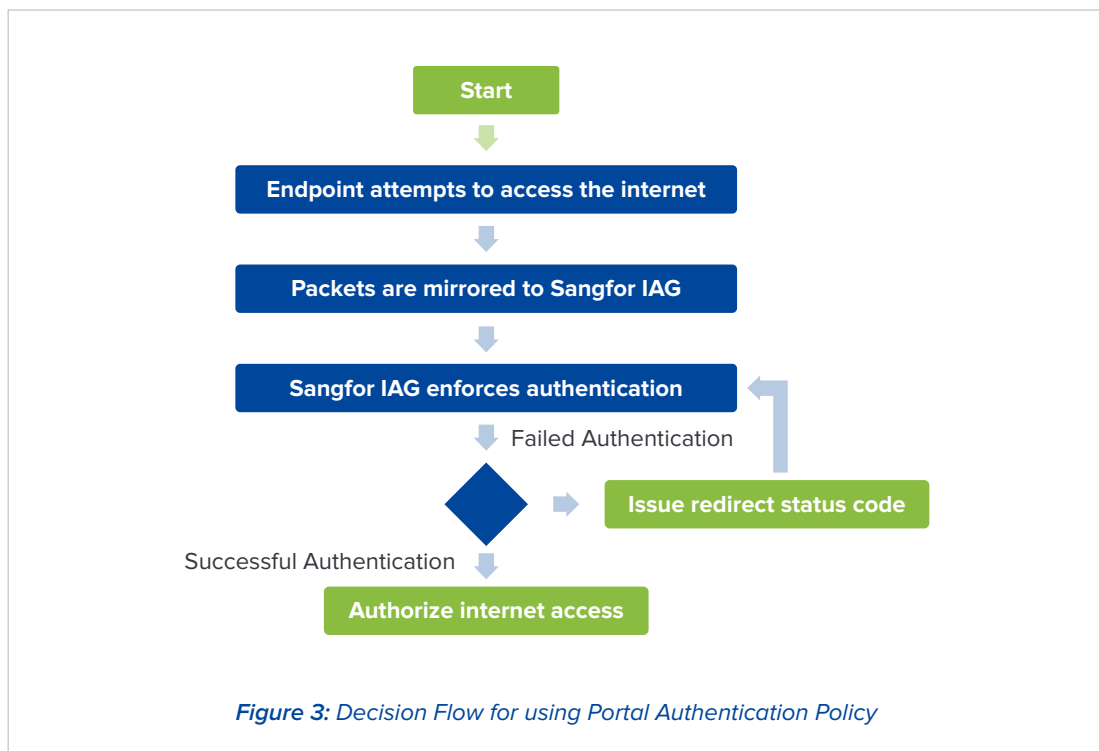 Start
Endpoint attempts to access the internet
Packets are mirrored to Sangfor IAG
Sangfor IAG enforces authentication
Failed Authentication
Issue redirect status code
Successful Authentication
Authorize internet access
Figure 3: Decision Flow for using Portal Authentication Policy